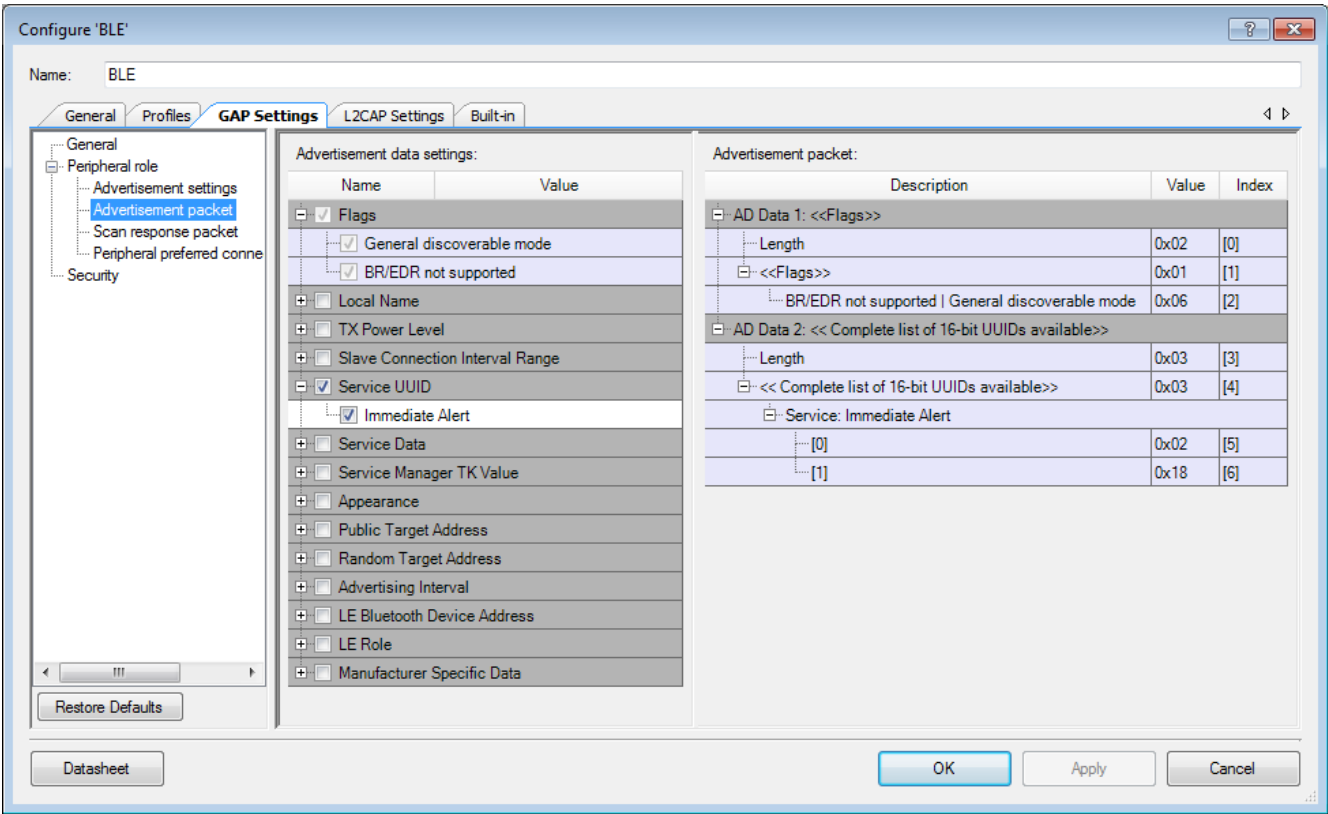 Configure 'BLE'
Name: BLE
General Profiles GAP Settings L2CAP Settings Built-in
General
Peripheral role
Advertisement settings
Advertisement packet
Scan response packet
Peripheral preferred conne
Security
Restore Defaults
Advertisement data settings:
Name Value
Flags
General discoverable mode
BR/EDR not supported
Local Name
TX Power Level
Slave Connection Interval Range
Service UUID
Immediate Alert
Service Data
Service Manager TK Value
Appearance
Public Target Address
Random Target Address
Advertising Interval
LE Bluetooth Device Address
LE Role
Manufacturer Specific Data
Advertisement packet:
Description Value Index
AD Data 1: <<Flags>>
Length 0x02 [0]
<<Flags>> 0x01 [1]
BR/EDR not supported | General discoverable mode 0x06 [2]
AD Data 2: << Complete list of 16-bit UUIDs available>>
Length 0x03 [3]
<< Complete list of 16-bit UUIDs available>> 0x03 [4]
Service: Immediate Alert
[0] 0x02 [5]
[1] 0x18 [6]
Datasheet OK Apply Cancel